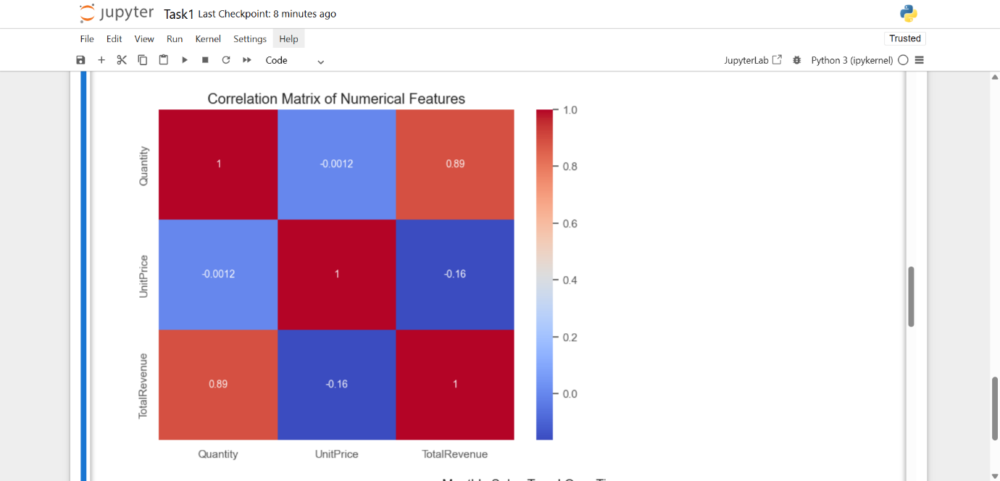 jupyter Task1 Last Checkpoint: 8 minutes ago
File Edit View Run Kernel Settings Help
Trusted
Code
JupyterLab
Python 3 (ipykernel)
Correlation Matrix of Numerical Features
Quantity
1 -0.0012 0.89
UnitPrice
-0.0012 1 -0.16
TotalRevenue
0.89 -0.16 1
Quantity UnitPrice TotalRevenue
1.0
0.8
0.6
0.4
0.2
0.0